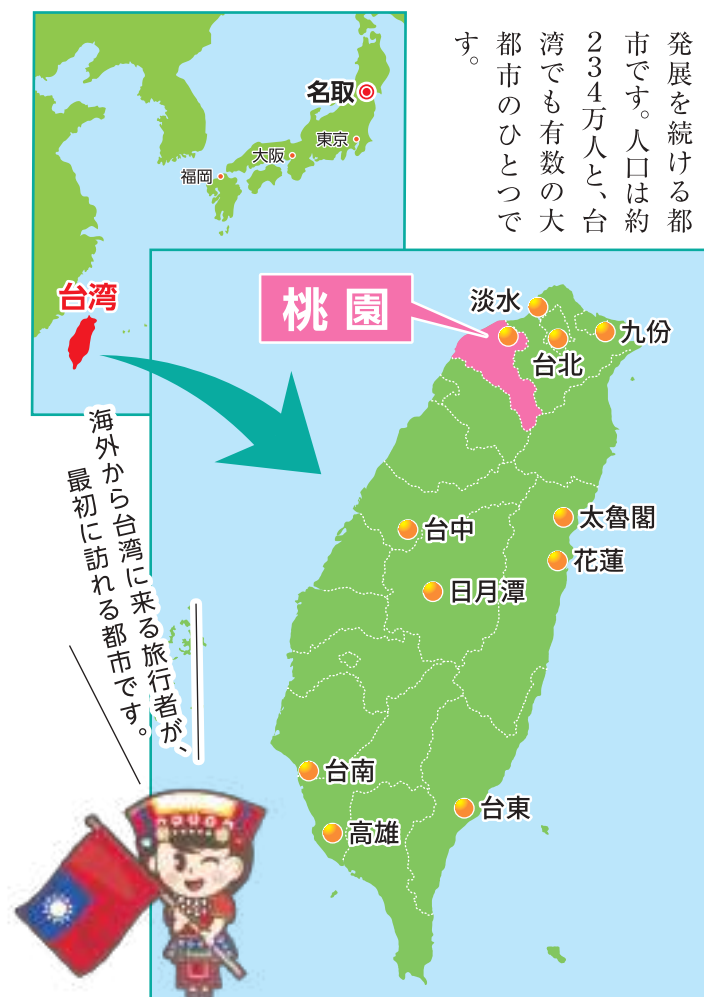 発展を続ける都
市です。人口は約
234万人と、台
湾でも有数の大
都市のひとつで
す。
名取
東京
大阪
福岡
台湾
桃園
淡水
九份
台北
太魯閣
台中
花蓮
日月潭
台南
台東
高雄
海外から台湾に来る旅行者が、
最初に訪れる都市です。